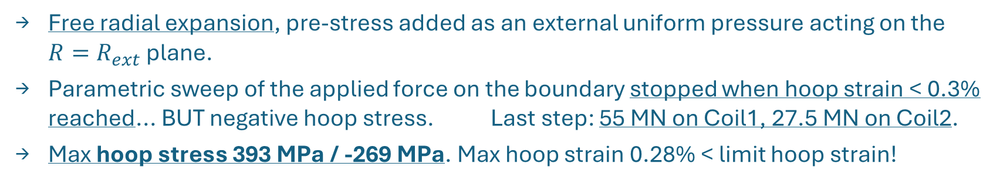 → Free radial expansion, pre-stress added as an external uniform pressure acting on the
R = R_ext plane.
→ Parametric sweep of the applied force on the boundary stopped when hoop strain < 0.3%
reached... BUT negative hoop stress. Last step: 55 MN on Coil1, 27.5 MN on Coil2.
→ Max hoop stress 393 MPa / -269 MPa. Max hoop strain 0.28% < limit hoop strain!